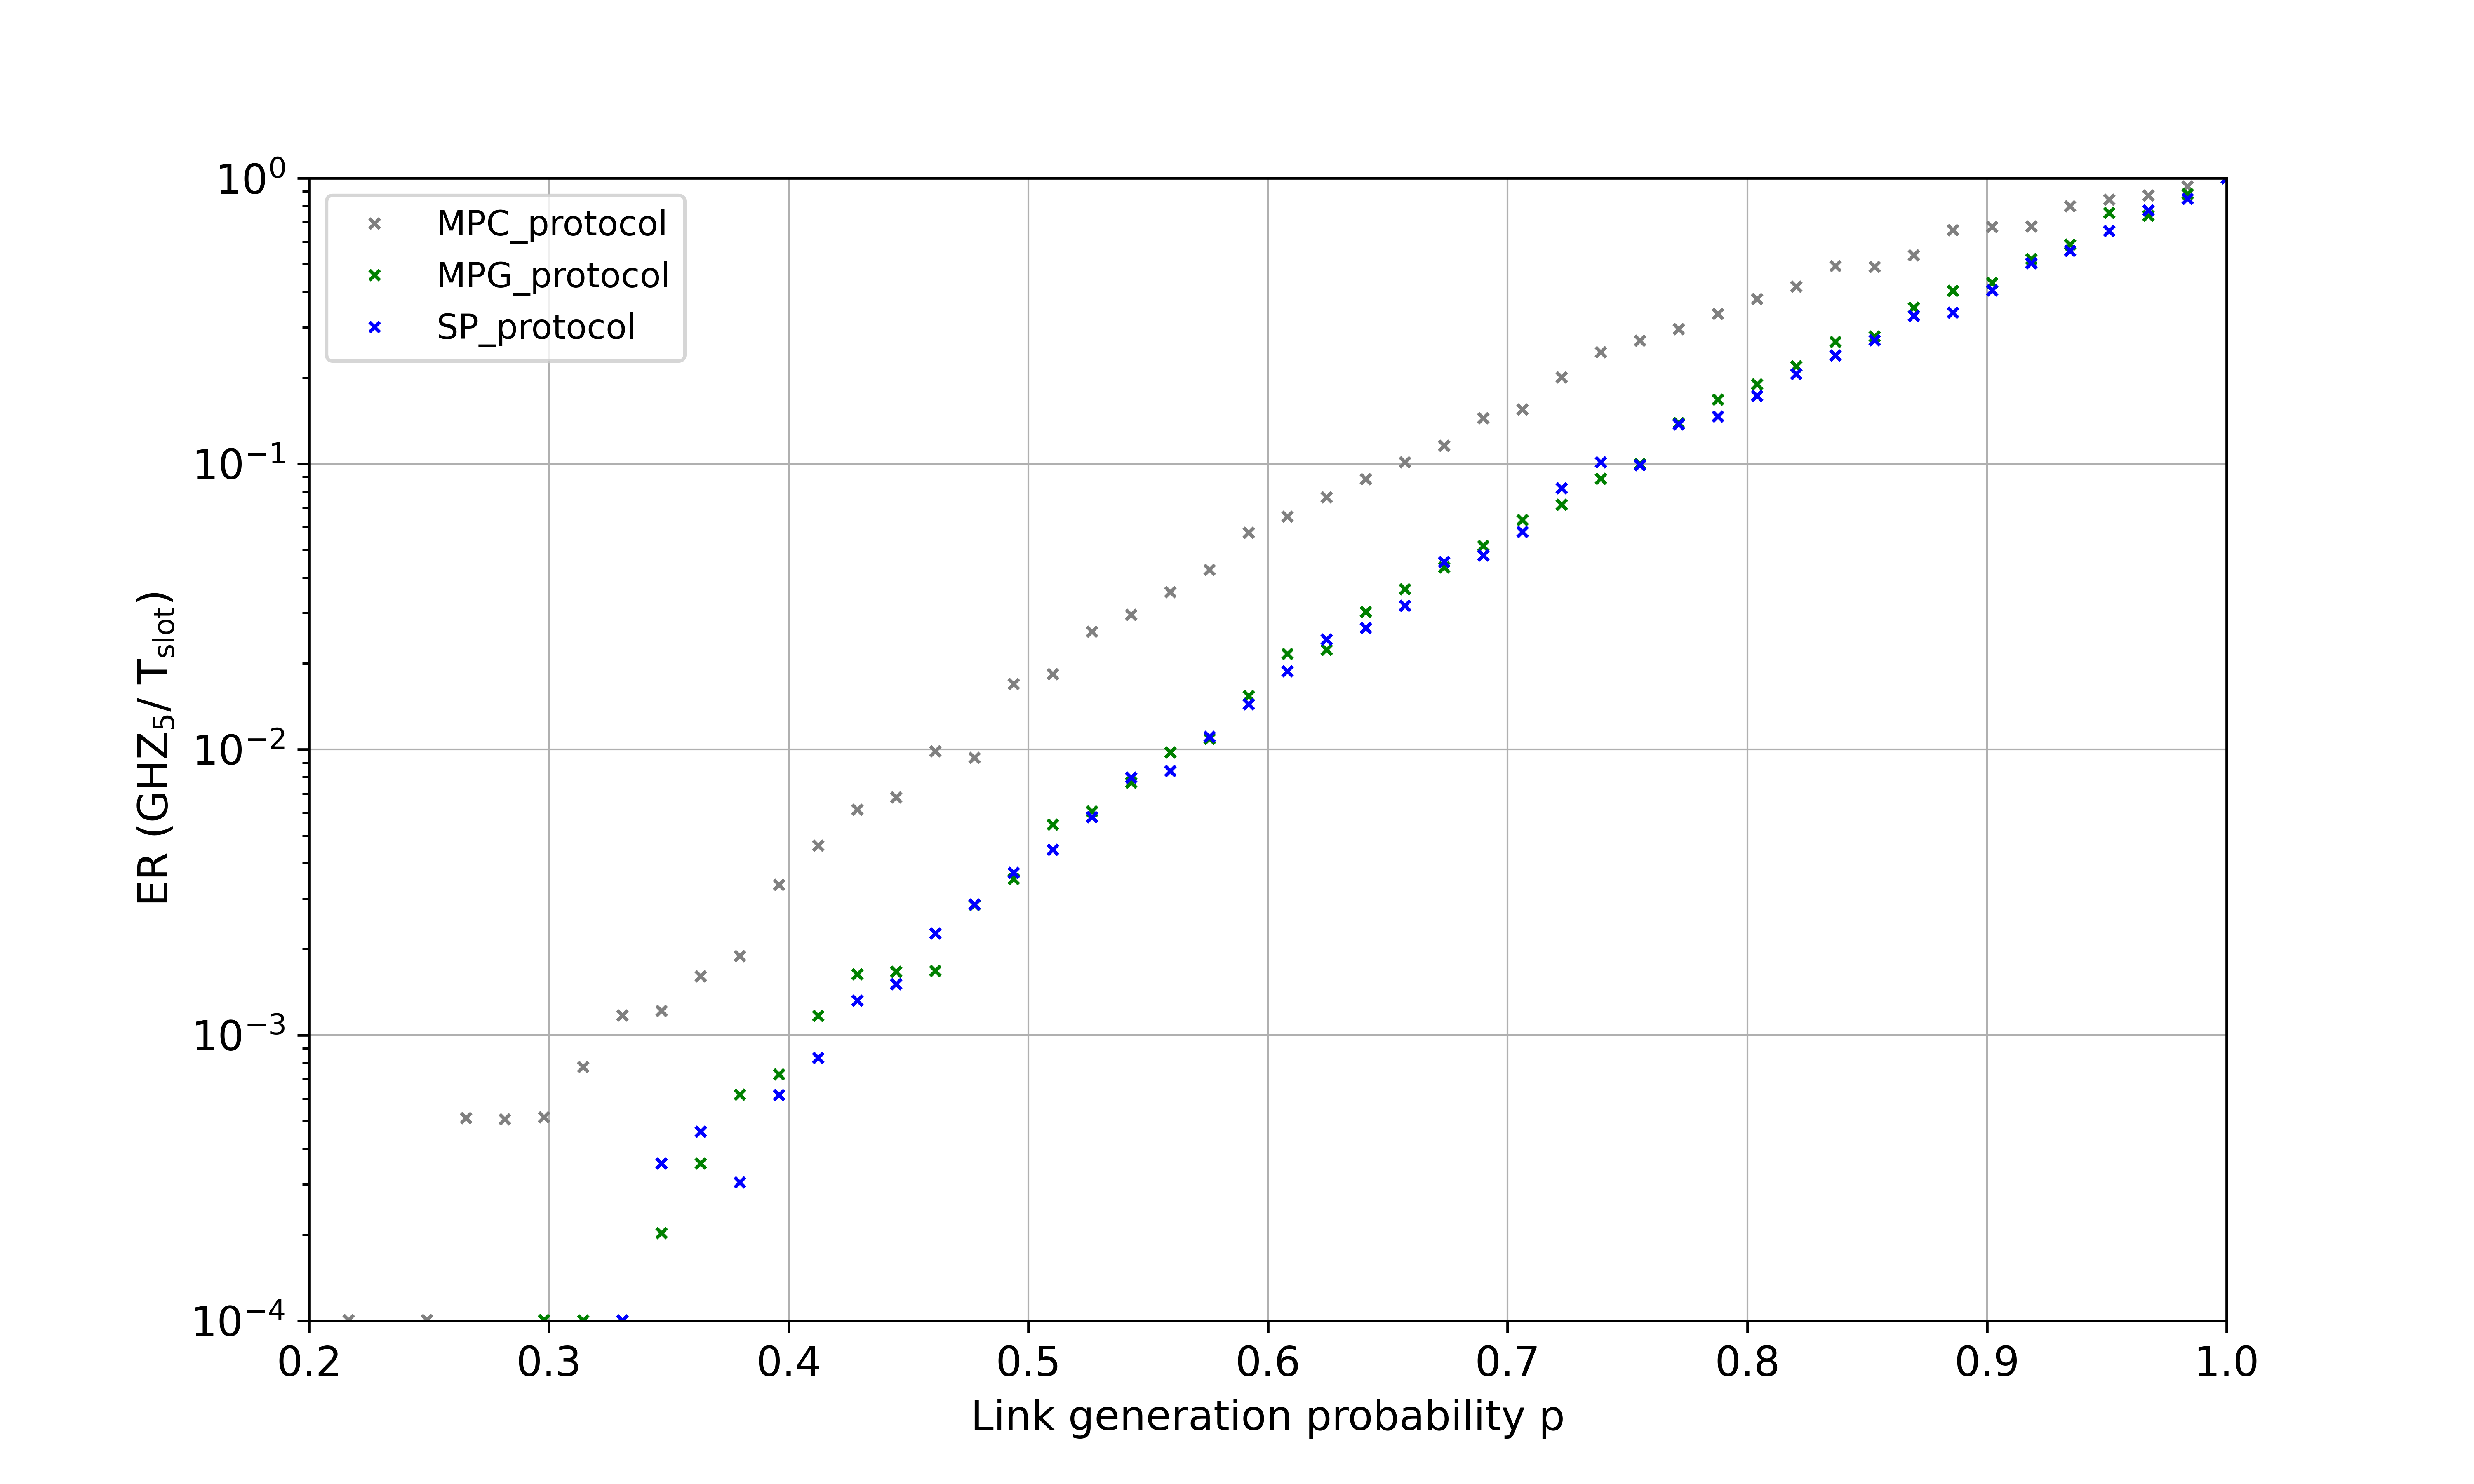 MPC_protocol
MPG_protocol
SP_protocol
10⁰
10⁻¹
10⁻²
10⁻³
10⁻⁴
ER (GHZ₅/ Tₛₗₒₜ)
0.2 0.3 0.4 0.5 0.6 0.7 0.8 0.9 1.0
Link generation probability p